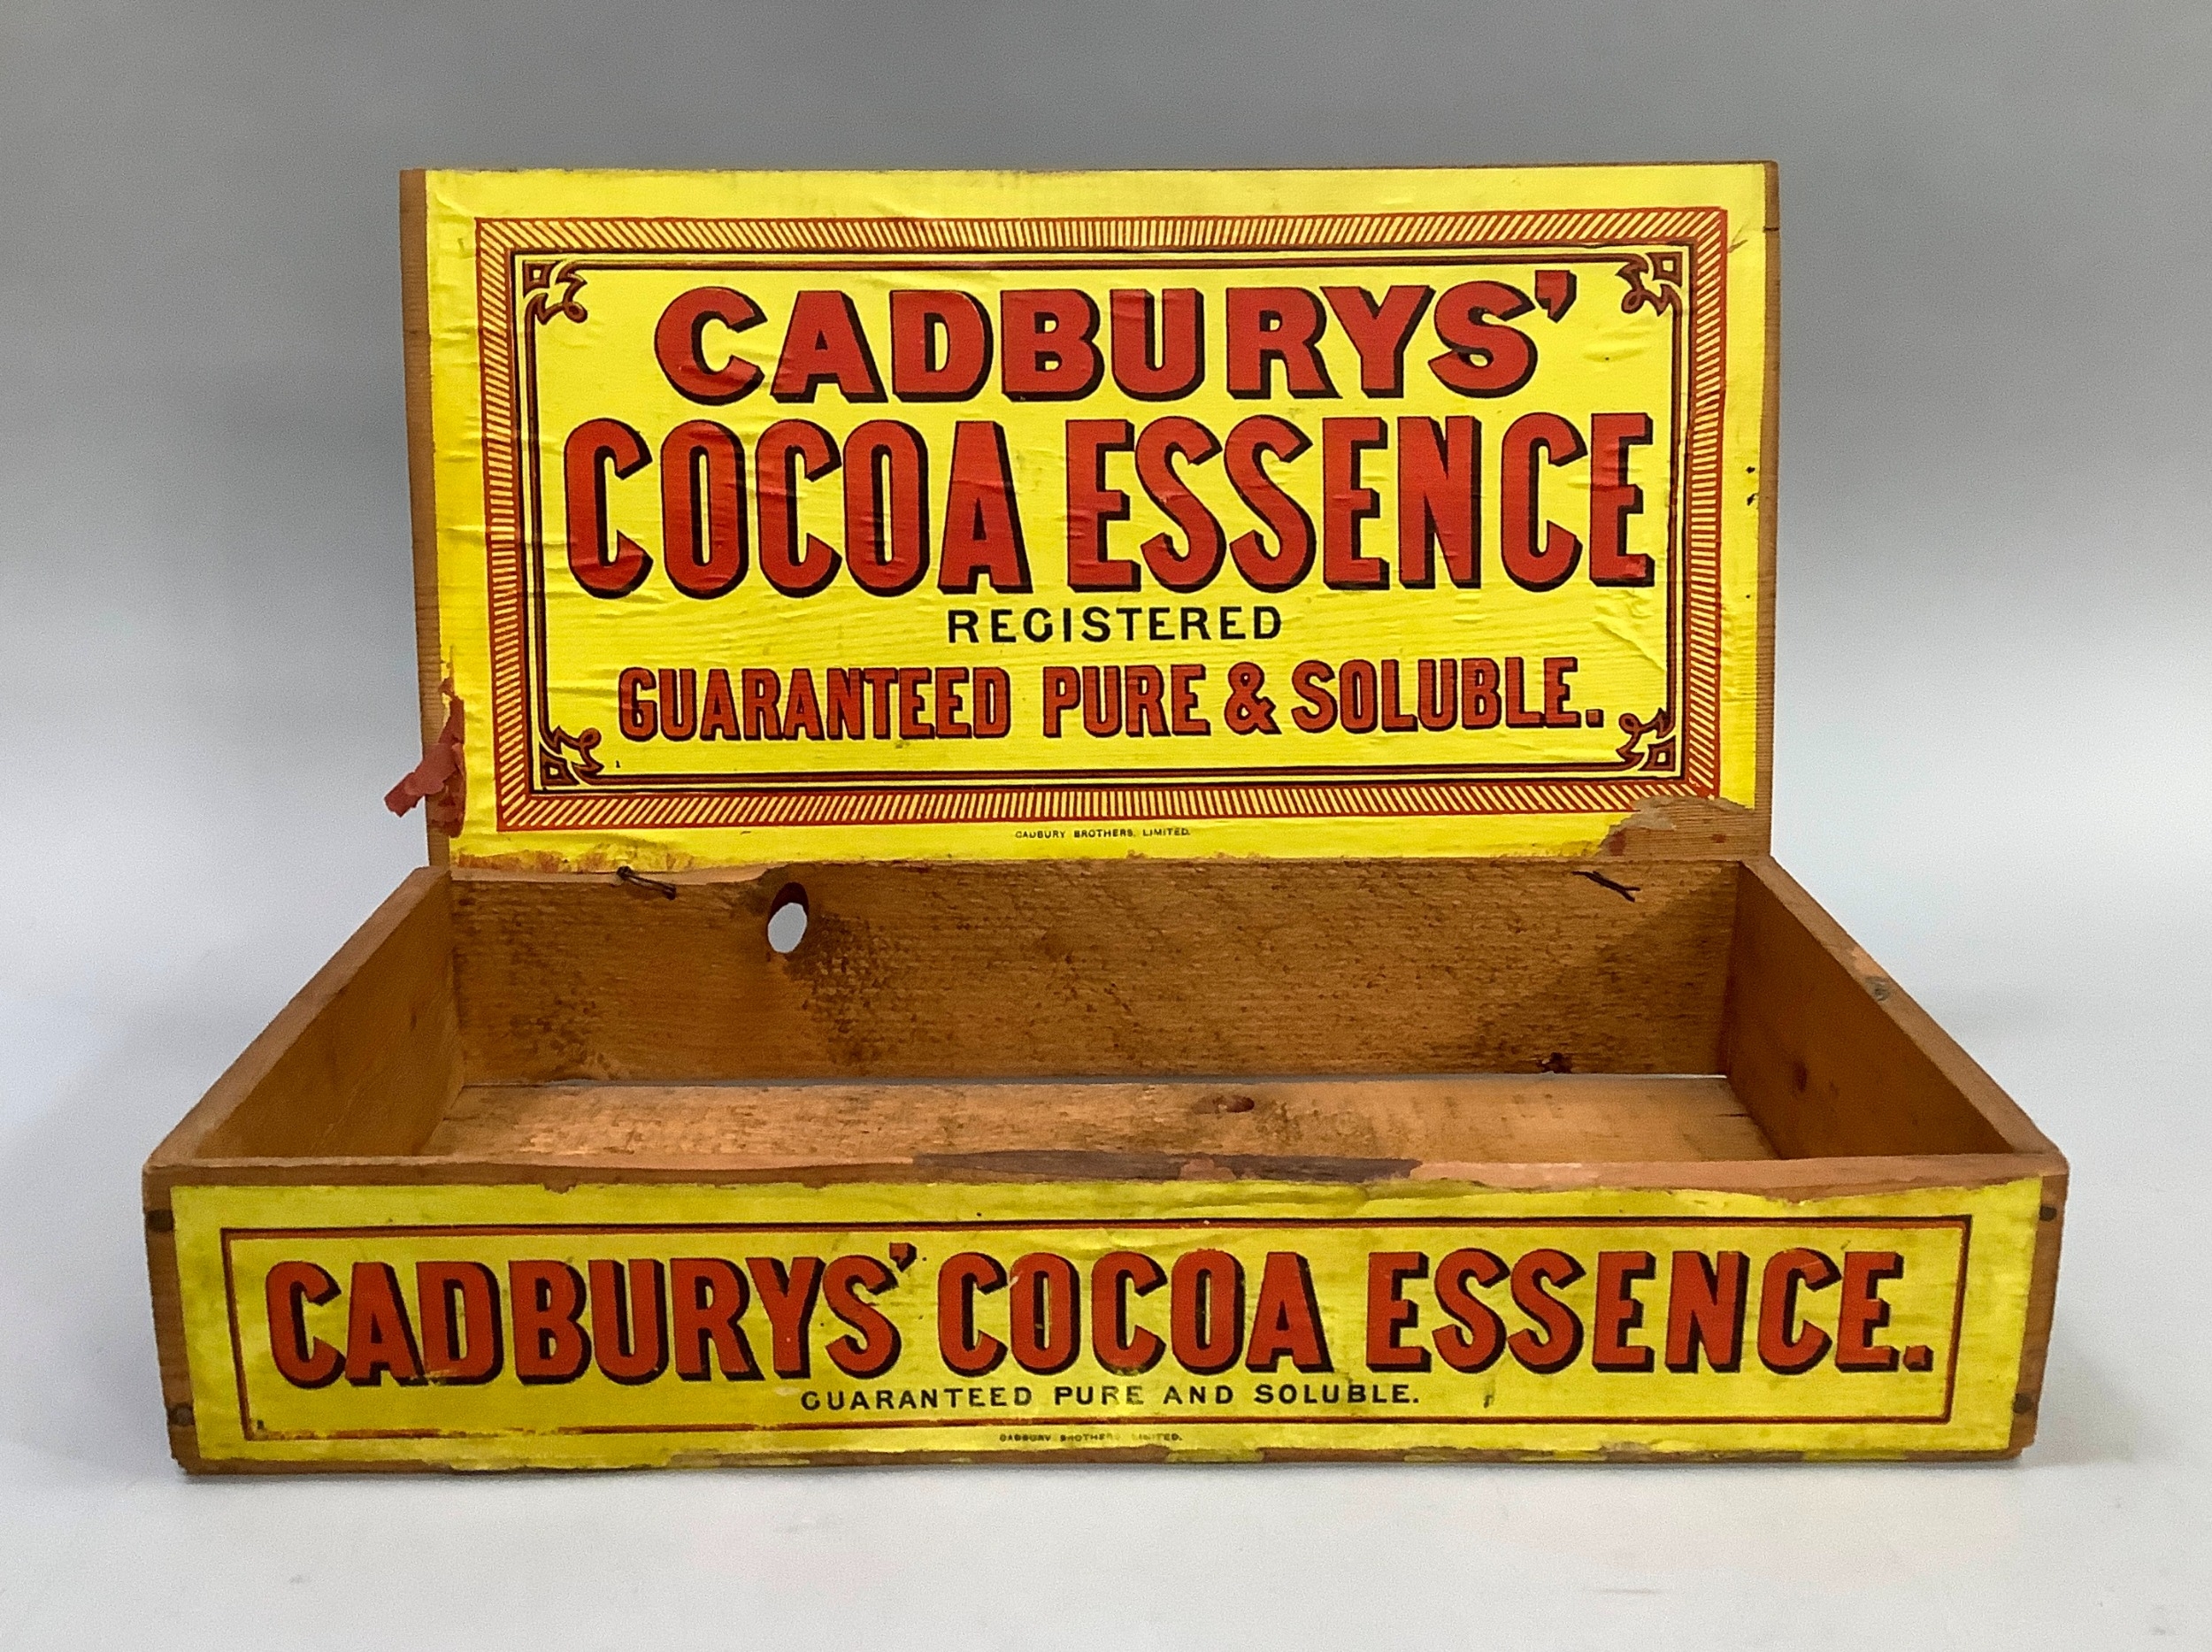 CADBURYS'
COCOA ESSENCE
REGISTERED
GUARANTEED PURE & SOLUBLE.
CADBURY BROTHERS, LIMITED.
CADBURYS' COCOA ESSENCE.
GUARANTEED PURE AND SOLUBLE.
CADBURY BROTHERS LIMITED.